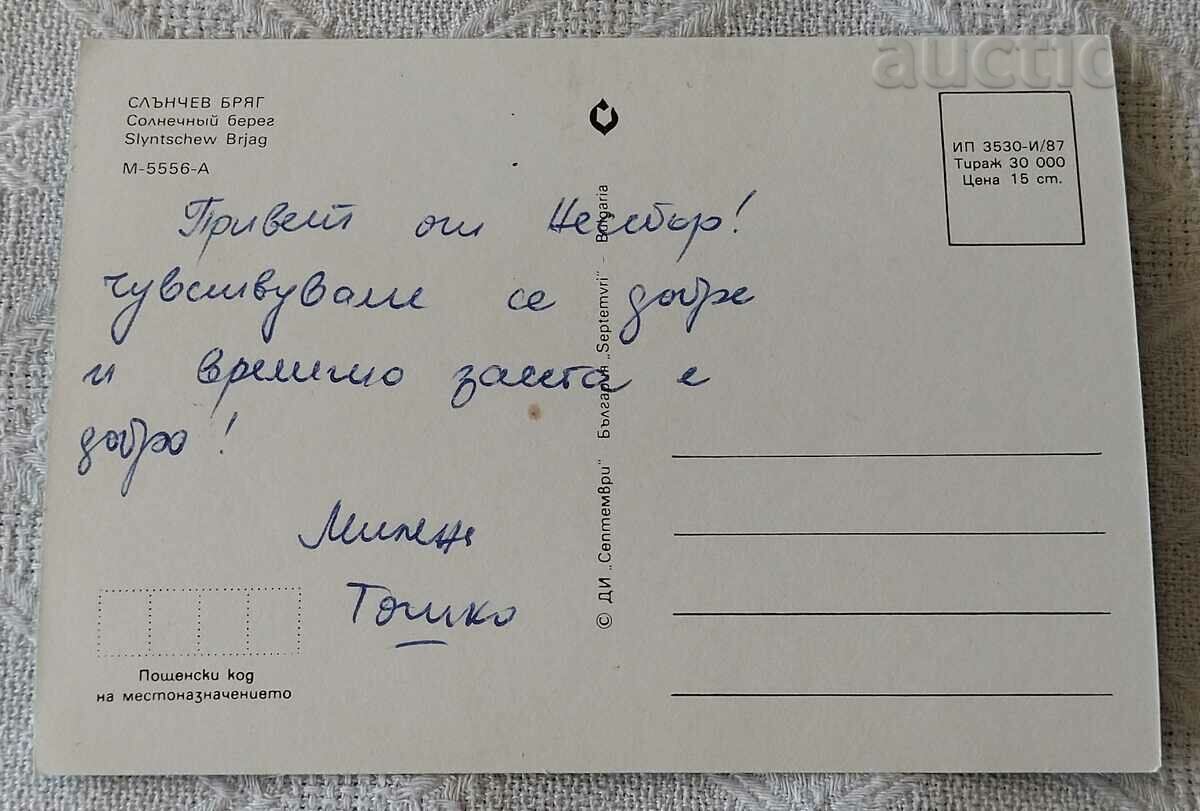 СЛЪНЧЕВ БРЯГ
Солнечный берег
Slyntschew Brjag
М-5556-А
ИП 3530-И/87
Тираж 30 000
Цена 15 ст.
Привет от
чувствуваме се добре
и времето засега е
добро!
Тошко
Пощенски код
на местоназначението
© ДИ „Септември" България „Septemvri" - Bulgaria
auctio